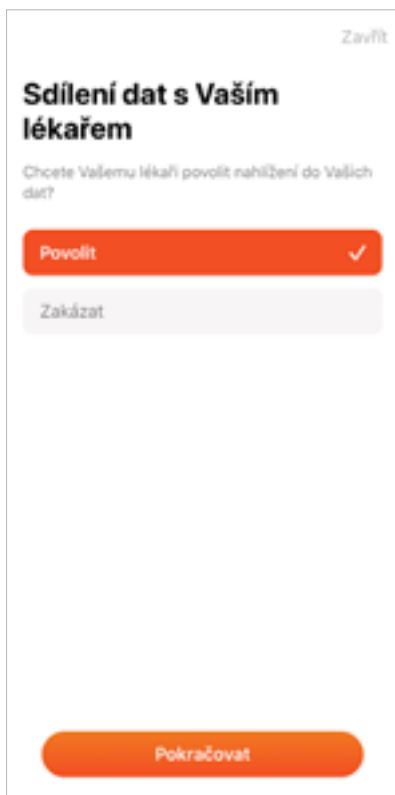 Zavřít
Sdílení dat s Vaším
lékařem
Chcete Vašemu lékaři povolit nahlížení do Vašich
dat?
Povolit
Zakázat
Pokračovat